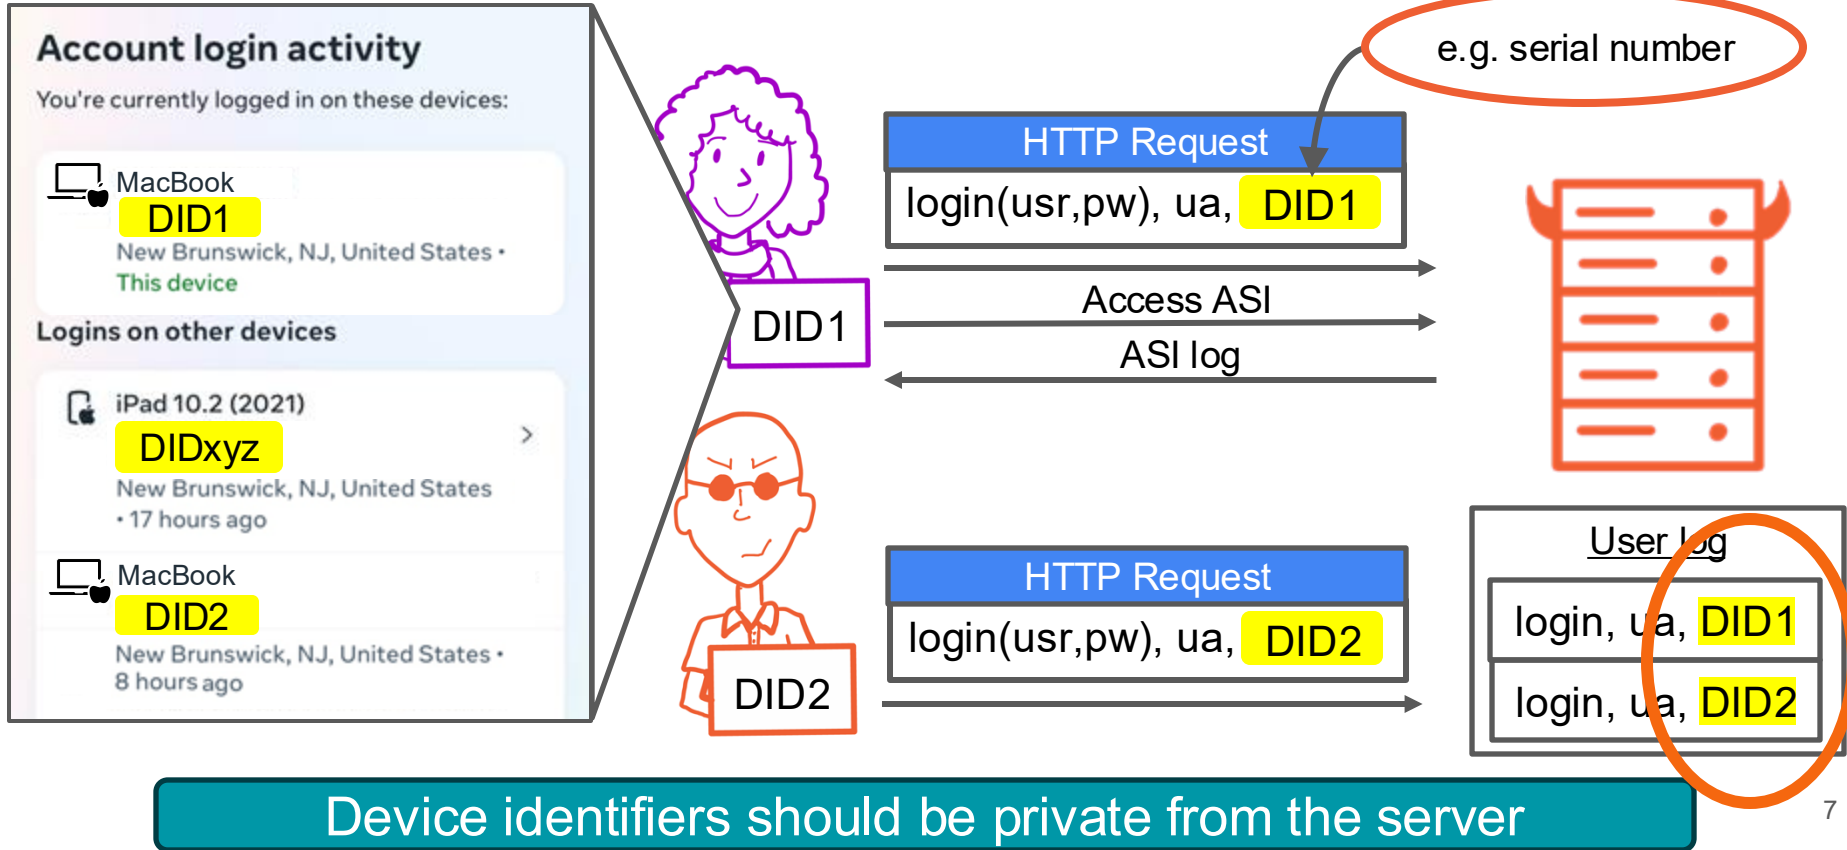 Account login activity
You're currently logged in on these devices:
MacBook
DID1
New Brunswick, NJ, United States •
This device
Logins on other devices
iPad 10.2 (2021)
DIDxyz
New Brunswick, NJ, United States
• 17 hours ago
MacBook
DID2
New Brunswick, NJ, United States •
8 hours ago
DID1
DID2
e.g. serial number
HTTP Request
login(usr,pw), ua, DID1
Access ASI
ASI log
HTTP Request
login(usr,pw), ua, DID2
User log
login, ua, DID1
login, ua, DID2
Device identifiers should be private from the server
7